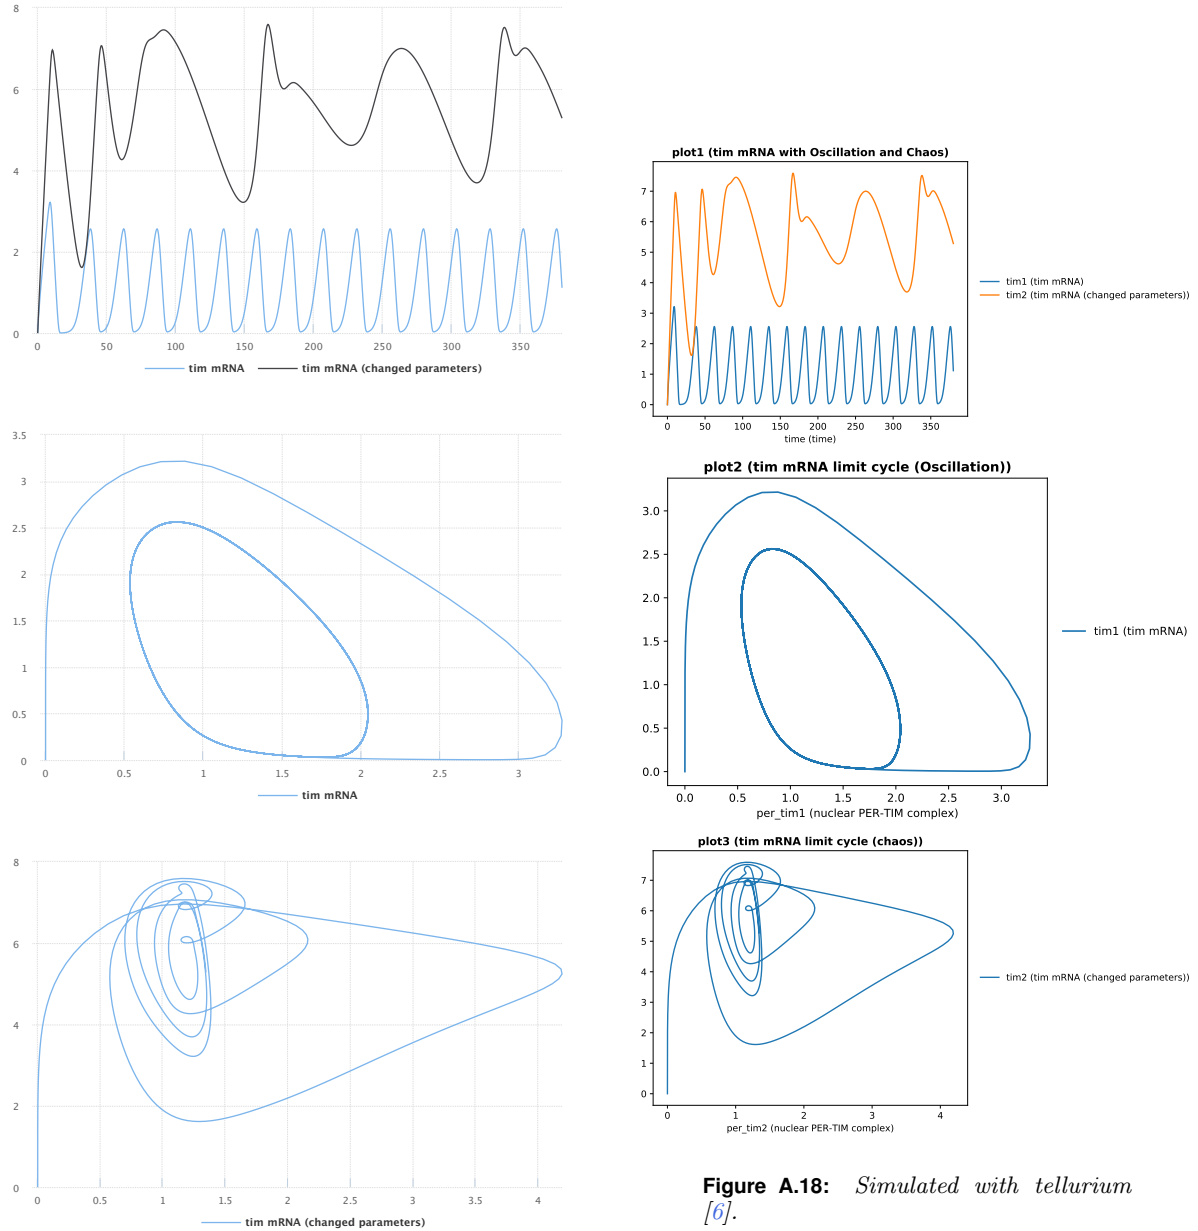 8
6
4
2
0
0 50 100 150 200 250 300 350
tim mRNA tim mRNA (changed parameters)
3.5
3
2.5
2
1.5
1
0.5
0
0 0.5 1 1.5 2 2.5 3
tim mRNA
8
6
4
2
0
0 0.5 1 1.5 2 2.5 3 3.5 4
tim mRNA (changed parameters)
plot1 (tim mRNA with Oscillation and Chaos)
7
6
5
4
3
2
1
0
0 50 100 150 200 250 300 350
time (time)
tim1 (tim mRNA)
tim2 (tim mRNA (changed parameters))
plot2 (tim mRNA limit cycle (Oscillation))
3.0
2.5
2.0
1.5
1.0
0.5
0.0
0.0 0.5 1.0 1.5 2.0 2.5 3.0
per_tim1 (nuclear PER-TIM complex)
tim1 (tim mRNA)
plot3 (tim mRNA limit cycle (chaos))
7
6
5
4
3
2
1
0
0 1 2 3 4
per_tim2 (nuclear PER-TIM complex)
tim2 (tim mRNA (changed parameters))
Figure A.18: Simulated with tellurium
[6].